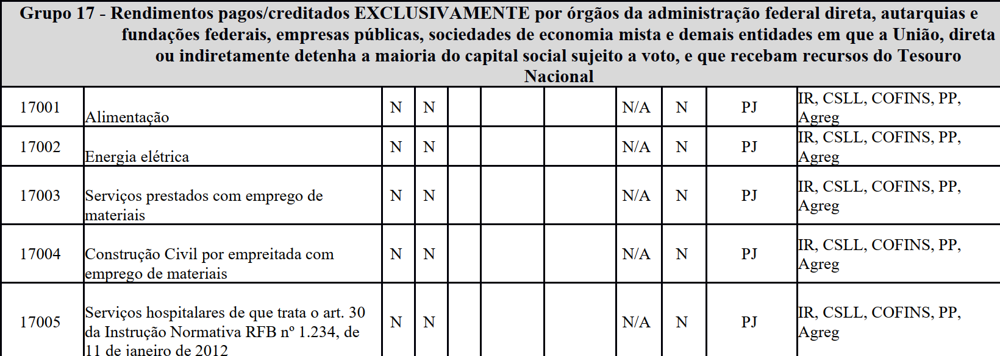 Grupo 17 - Rendimentos pagos/creditados EXCLUSIVAMENTE por órgãos da administração federal direta, autarquias e
fundações federais, empresas públicas, sociedades de economia mista e demais entidades em que a União, direta
ou indiretamente detenha a maioria do capital social sujeito a voto, e que recebam recursos do Tesouro
Nacional
17001 Alimentação N N N/A N PJ IR, CSLL, COFINS, PP,
Agreg
17002 Energia elétrica N N N/A N PJ IR, CSLL, COFINS, PP,
Agreg
17003 Serviços prestados com emprego de N N N/A N PJ IR, CSLL, COFINS, PP,
materiais Agreg
17004 Construção Civil por empreitada com N N N/A N PJ IR, CSLL, COFINS, PP,
emprego de materiais Agreg
17005 Serviços hospitalares de que trata o art. 30 N N N/A N PJ IR, CSLL, COFINS, PP,
da Instrução Normativa RFB nº 1.234, de Agreg
11 de janeiro de 2012